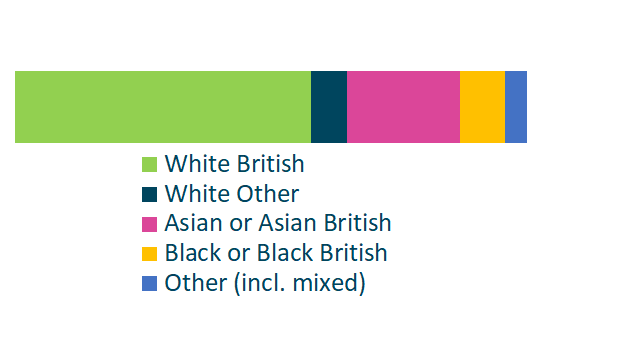 White British
White Other
Asian or Asian British
Black or Black British
Other (incl. mixed)